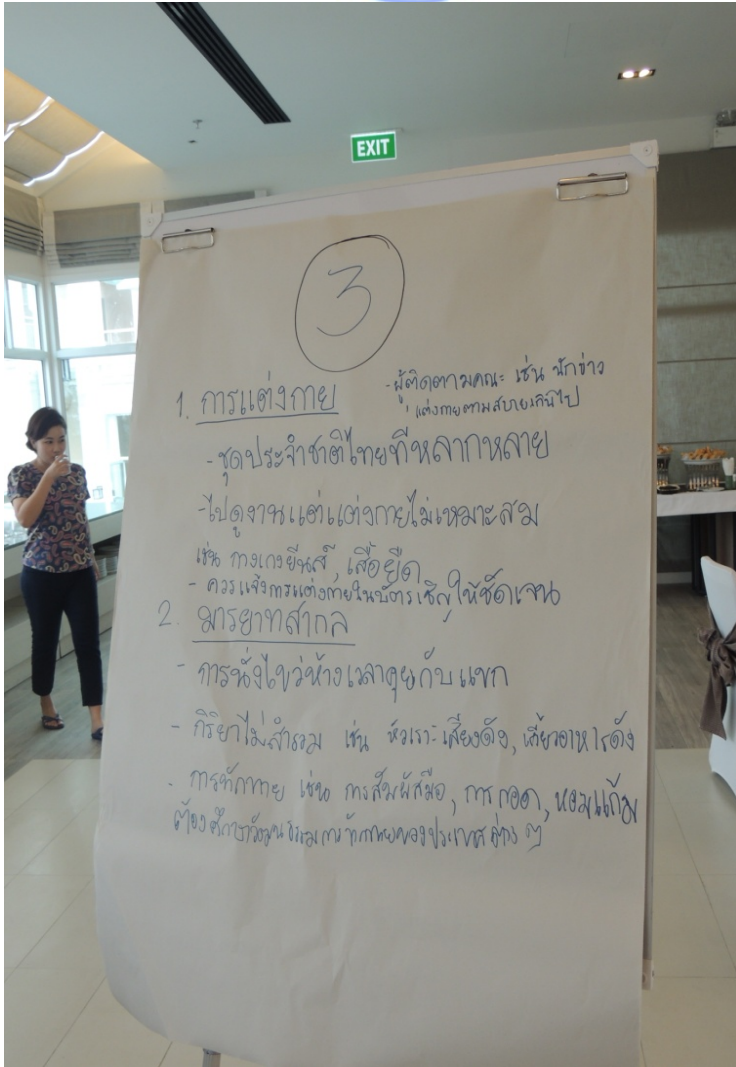 EXIT
3
1. การแต่งกาย
- ผู้ติดตามคณะ เช่น นักข่าว
แต่งกายตามสบายเกินไป
- ชุดประจำชาติไทยที่หลากหลาย
- ไปดูงานแต่แต่งกายไม่เหมาะสม
เช่น กางเกงยีนส์, เสื้อยืด
- ควรแจ้งการแต่งกายในบัตรเชิญให้ชัดเจน
2. มารยาทสากล
- การนั่งไขว่ห้างเวลาคุยกับแขก
- กิริยาไม่สำรวม เช่น หัวเราะเสียงดัง, เคี้ยวอาหารดัง
- การทักทาย เช่น การสัมผัสมือ, การกอด, หอมแก้ม
ต้องศึกษาวัฒนธรรมการทักทายของประเทศต่างๆ